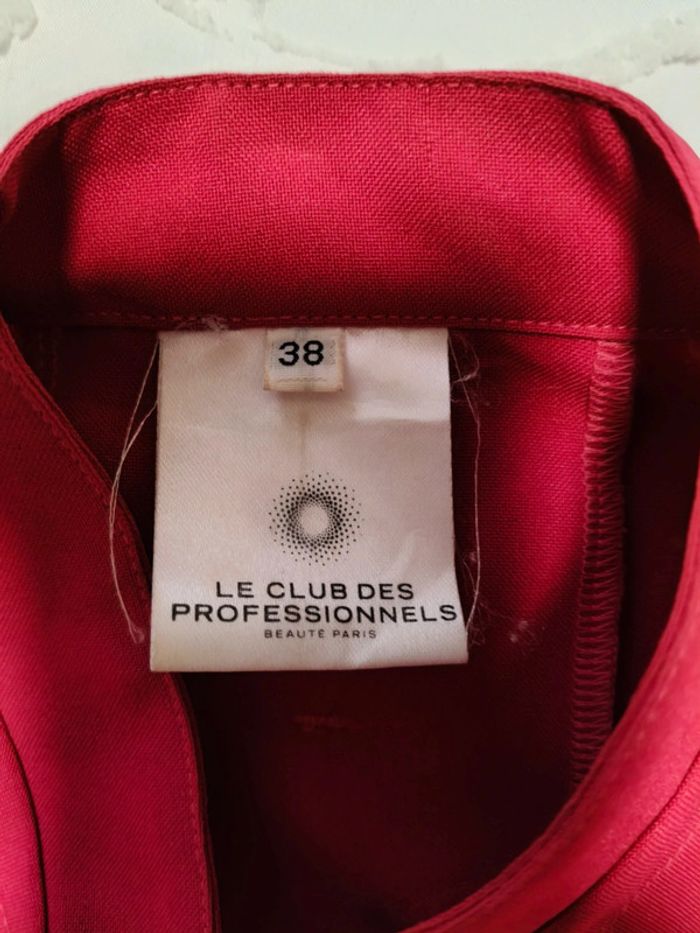 38
LE CLUB DES
PROFESSIONNELS
BEAUTÉ PARIS